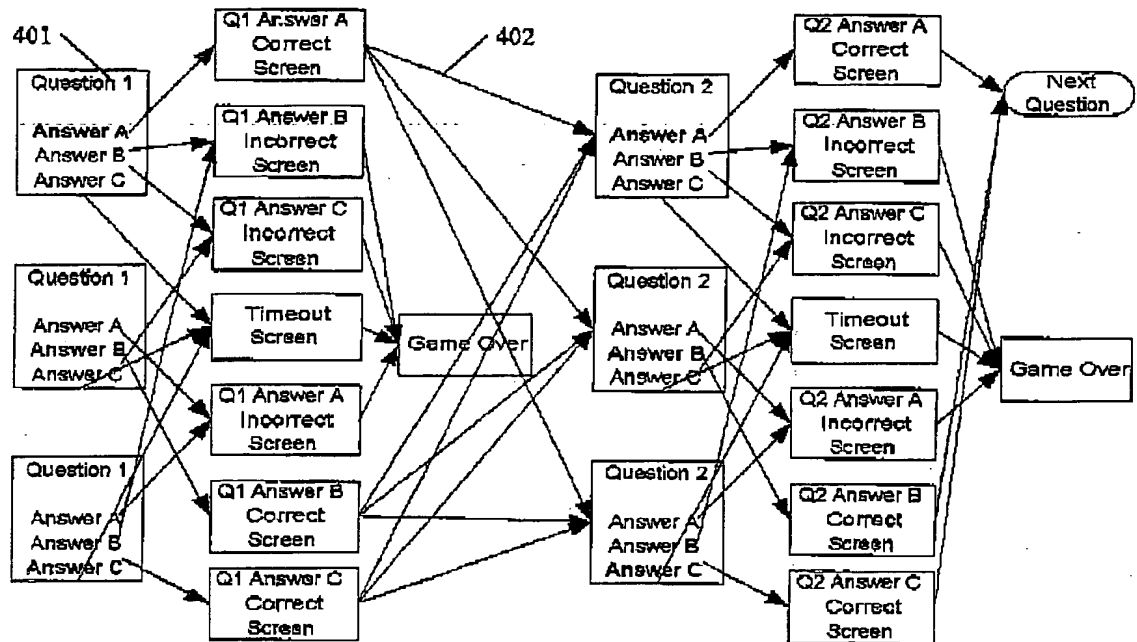 401
Question 1
Answer A
Answer B
Answer C
Question 1
Answer A
Answer B
Answer C
Question 1
Answer A
Answer B
Answer C
Q1 Answer A
Correct
Screen
Q1 Answer B
Incorrect
Screen
Q1 Answer C
Incorrect
Screen
Timeout
Screen
Q1 Answer A
Incorrect
Screen
Q1 Answer B
Correct
Screen
Q1 Answer C
Correct
Screen
402
Game Over
Question 2
Answer A
Answer B
Answer C
Question 2
Answer A
Answer B
Answer C
Question 2
Answer A
Answer B
Answer C
Q2 Answer A
Correct
Screen
Q2 Answer B
Incorrect
Screen
Q2 Answer C
Incorrect
Screen
Timeout
Screen
Q2 Answer A
Incorrect
Screen
Q2 Answer B
Correct
Screen
Q2 Answer C
Correct
Screen
Next
Question
Game Over